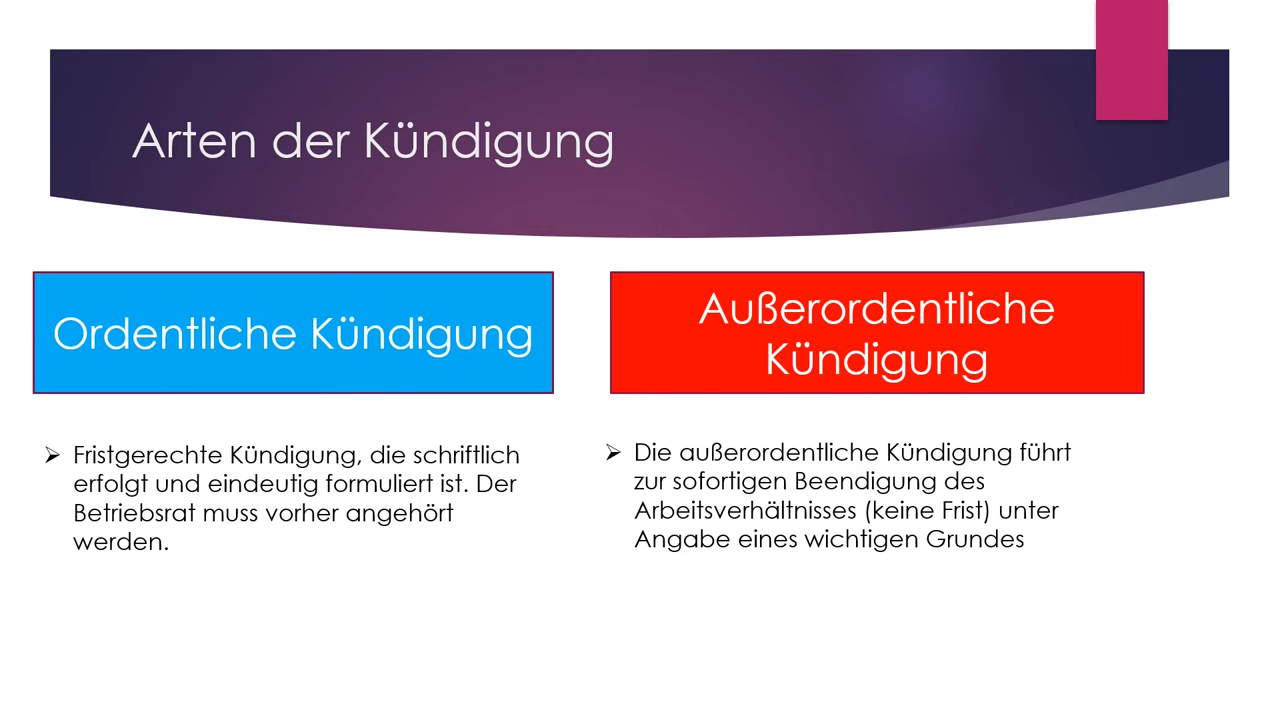 Arten der Kündigung
Ordentliche Kündigung
Außerordentliche
Kündigung
➢ Fristgerechte Kündigung, die schriftlich
erfolgt und eindeutig formuliert ist. Der
Betriebsrat muss vorher angehört
werden.
➢ Die außerordentliche Kündigung führt
zur sofortigen Beendigung des
Arbeitsverhältnisses (keine Frist) unter
Angabe eines wichtigen Grundes